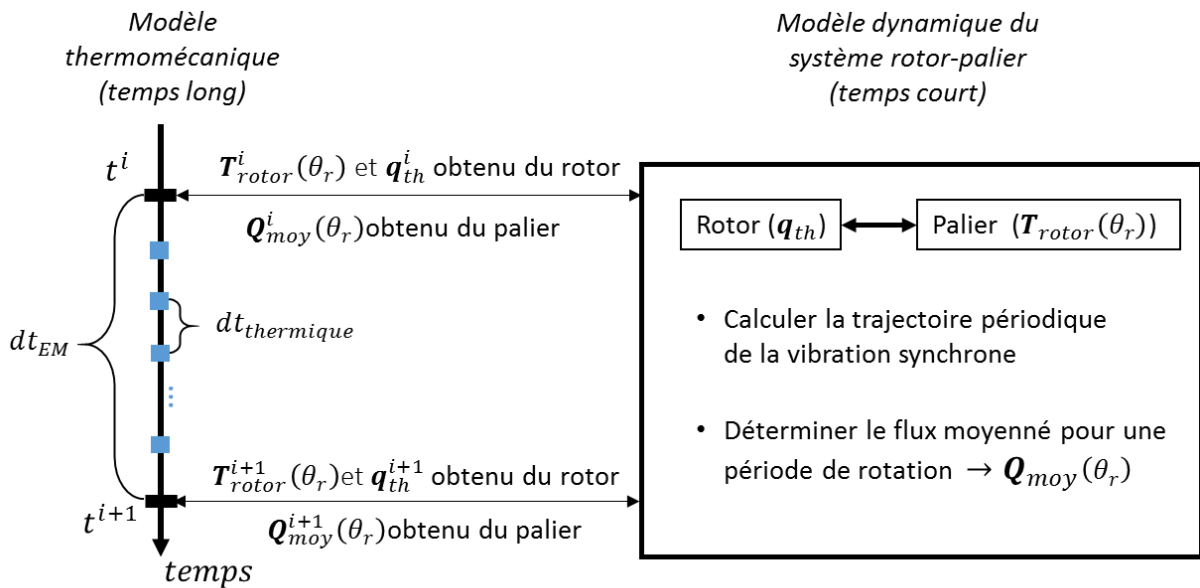 Modèle
thermomécanique
(temps long)
Modèle dynamique du
système rotor-palier
(temps court)
t^i
T^i_rotor(θ_r) et q^i_th obtenu du rotor
Q^i_moy(θ_r)obtenu du palier
Rotor (q_th)
Palier (T_rotor(θ_r))
dt_thermique
dt_EM
• Calculer la trajectoire périodique
de la vibration synchrone
• Déterminer le flux moyenné pour une
période de rotation → Q_moy(θ_r)
T^{i+1}_rotor(θ_r)et q^{i+1}_th obtenu du rotor
Q^{i+1}_moy(θ_r)obtenu du palier
t^{i+1}
temps